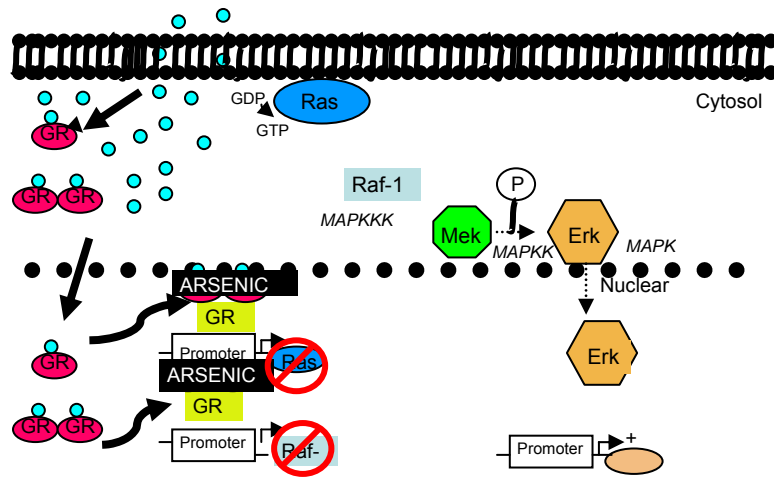 GDP
Ras
Cytosol
GTP
GR
GR GR
Raf-1
P
MAPKKK
Mek
Erk
MAPKK
MAPK
ARSENIC
Nuclear
GR
Promoter
Ras
GR
Erk
ARSENIC
GR
GR GR
Promoter
Raf-
Promoter
+